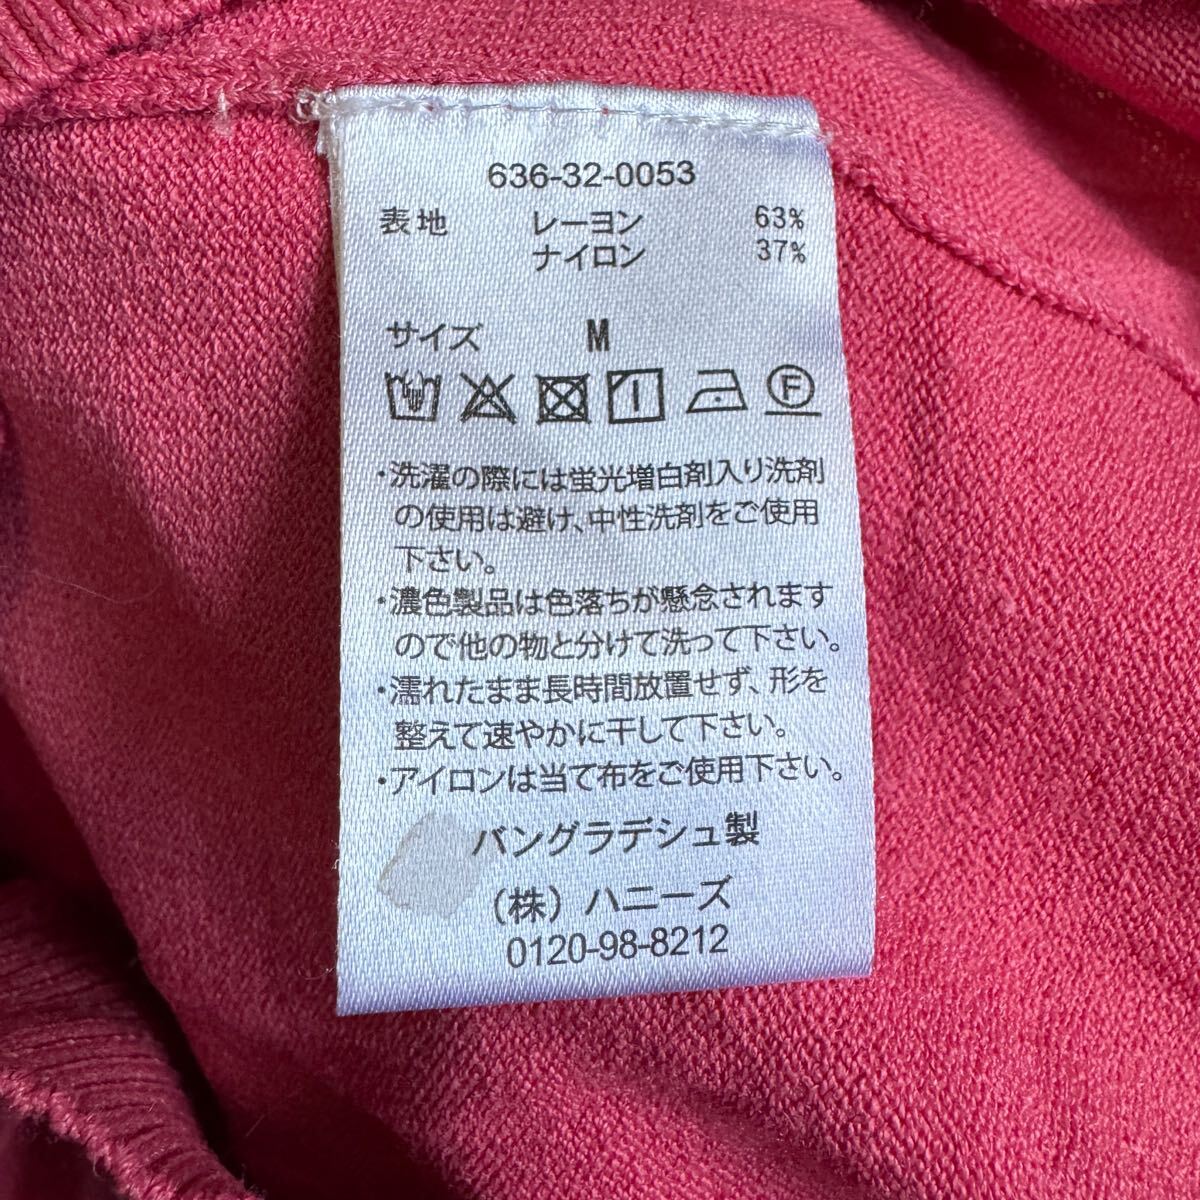 636-32-0053
表地 レーヨン 63%
ナイロン 37%
サイズ M
F
・洗濯の際には蛍光増白剤入り洗剤
の使用は避け、中性洗剤をご使用
下さい。
・濃色製品は色落ちが懸念されます
ので他の物と分けて洗って下さい。
・濡れたまま長時間放置せず、形を
整えて速やかに干して下さい。
・アイロンは当て布をご使用下さい。
バングラデシュ製
（株）ハニーズ
0120-98-8212